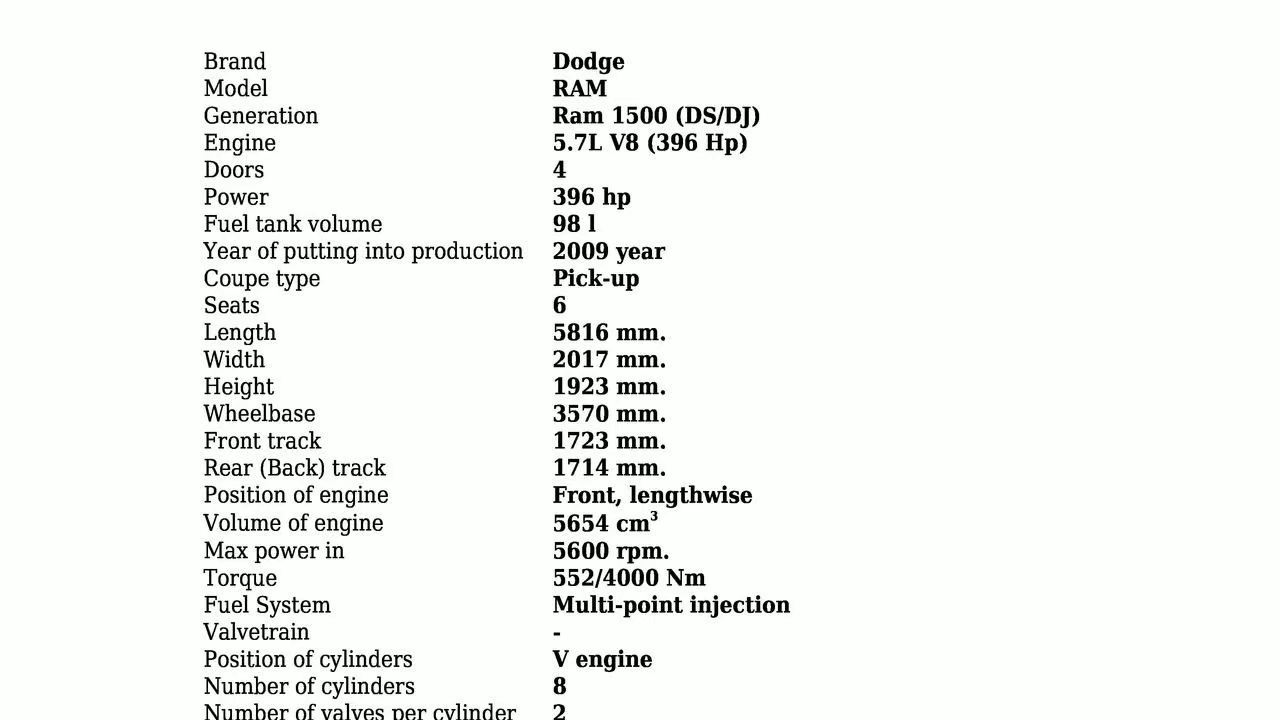 Brand Dodge
Model RAM
Generation Ram 1500 (DS/DJ)
Engine 5.7L V8 (396 Hp)
Doors 4
Power 396 hp
Fuel tank volume 98 l
Year of putting into production 2009 year
Coupe type Pick-up
Seats 6
Length 5816 mm.
Width 2017 mm.
Height 1923 mm.
Wheelbase 3570 mm.
Front track 1723 mm.
Rear (Back) track 1714 mm.
Position of engine Front, lengthwise
Volume of engine 5654 cm³
Max power in 5600 rpm.
Torque 552/4000 Nm
Fuel System Multi-point injection
Valvetrain -
Position of cylinders V engine
Number of cylinders 8
Number of valves per cylinder 2